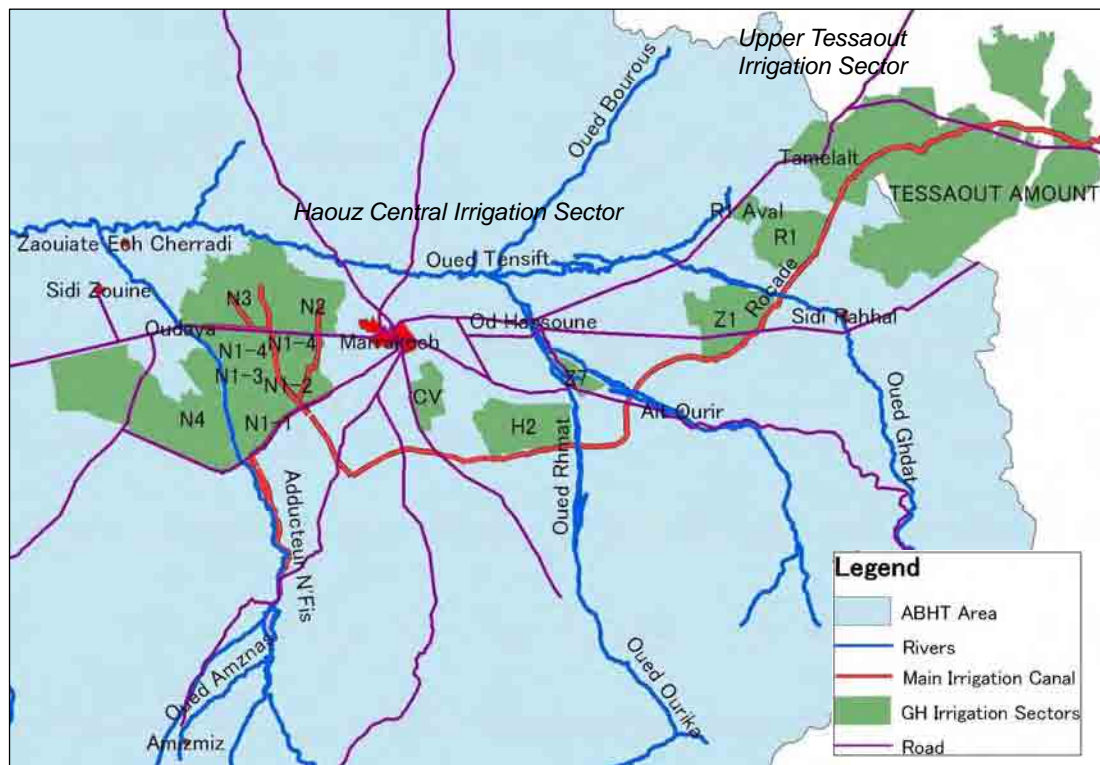 Upper Tessaout
Irrigation Sector
Oued Bourous
Tamelalt
TESSAOUT AMOUNT
Haouz Central Irrigation Sector
R1 Aval
R1
Zaouiate Ech Cherradi
Oued Tensift
Sidi Zouine
N3
N2
Rocade
Z1
Sidi Rahhal
Oudaya
Od Hassoune
Marrakech
N1-4
N1-4
N1-3
N1-2
Z7
CV
Ait Ourir
N4
N1-1
H2
Oued Rhmat
Oued Ghdat
Adducteur N'Fis
Oued Amznas
Oued Ourika
Amizmiz
Legend
ABHT Area
Rivers
Main Irrigation Canal
GH Irrigation Sectors
Road